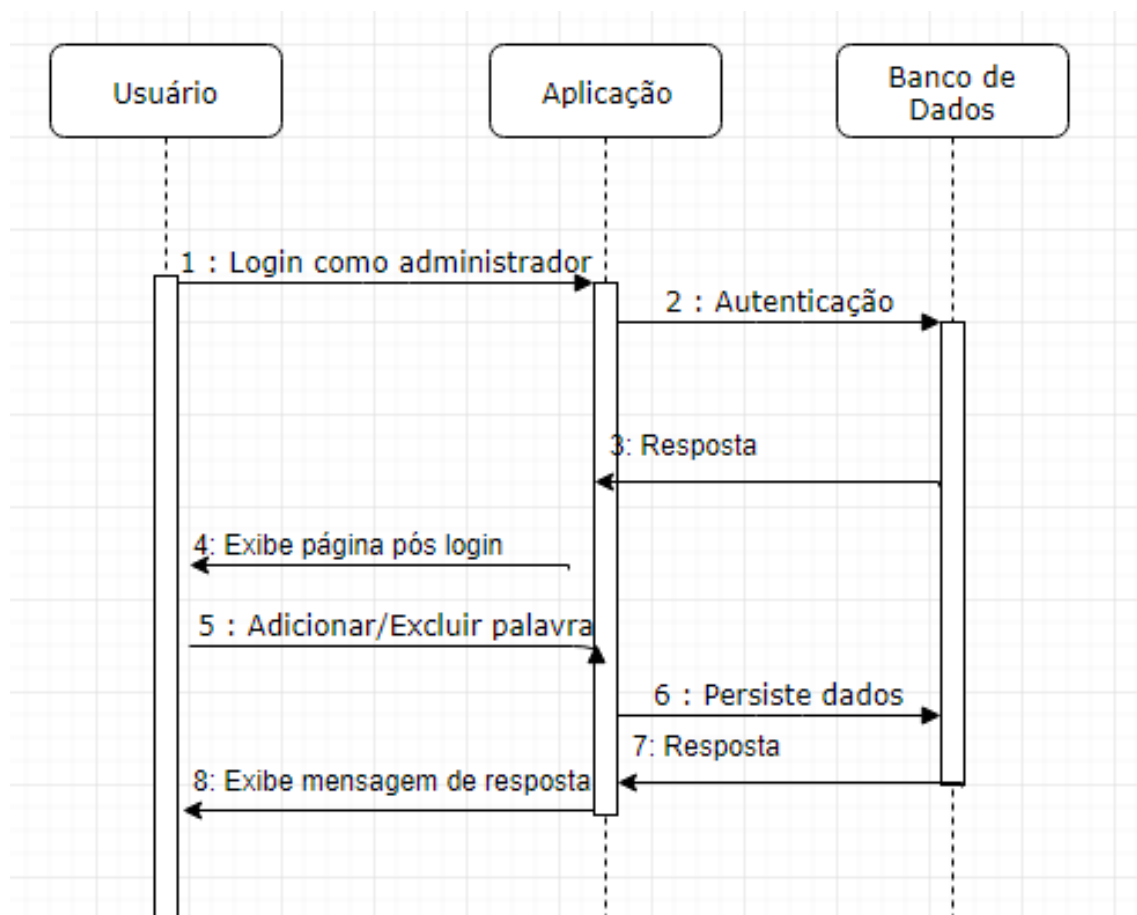 Usuário
Aplicação
Banco de
Dados
1 : Login como administrador
2 : Autenticação
3: Resposta
4: Exibe página pós login
5 : Adicionar/Excluir palavra
6 : Persiste dados
7: Resposta
8: Exibe mensagem de resposta